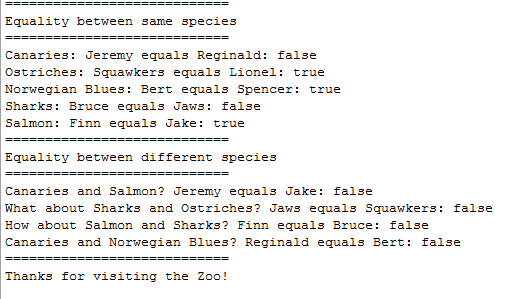 ============================
Equality between same species
============================
Canaries: Jeremy equals Reginald: false
Ostriches: Squawkers equals Lionel: true
Norwegian Blues: Bert equals Spencer: true
Sharks: Bruce equals Jaws: false
Salmon: Finn equals Jake: true
============================
Equality between different species
============================
Canaries and Salmon? Jeremy equals Jake: false
What about Sharks and Ostriches? Jaws equals Squawkers: false
How about Salmon and Sharks? Finn equals Bruce: false
Canaries and Norwegian Blues? Reginald equals Bert: false
============================
Thanks for visiting the Zoo!